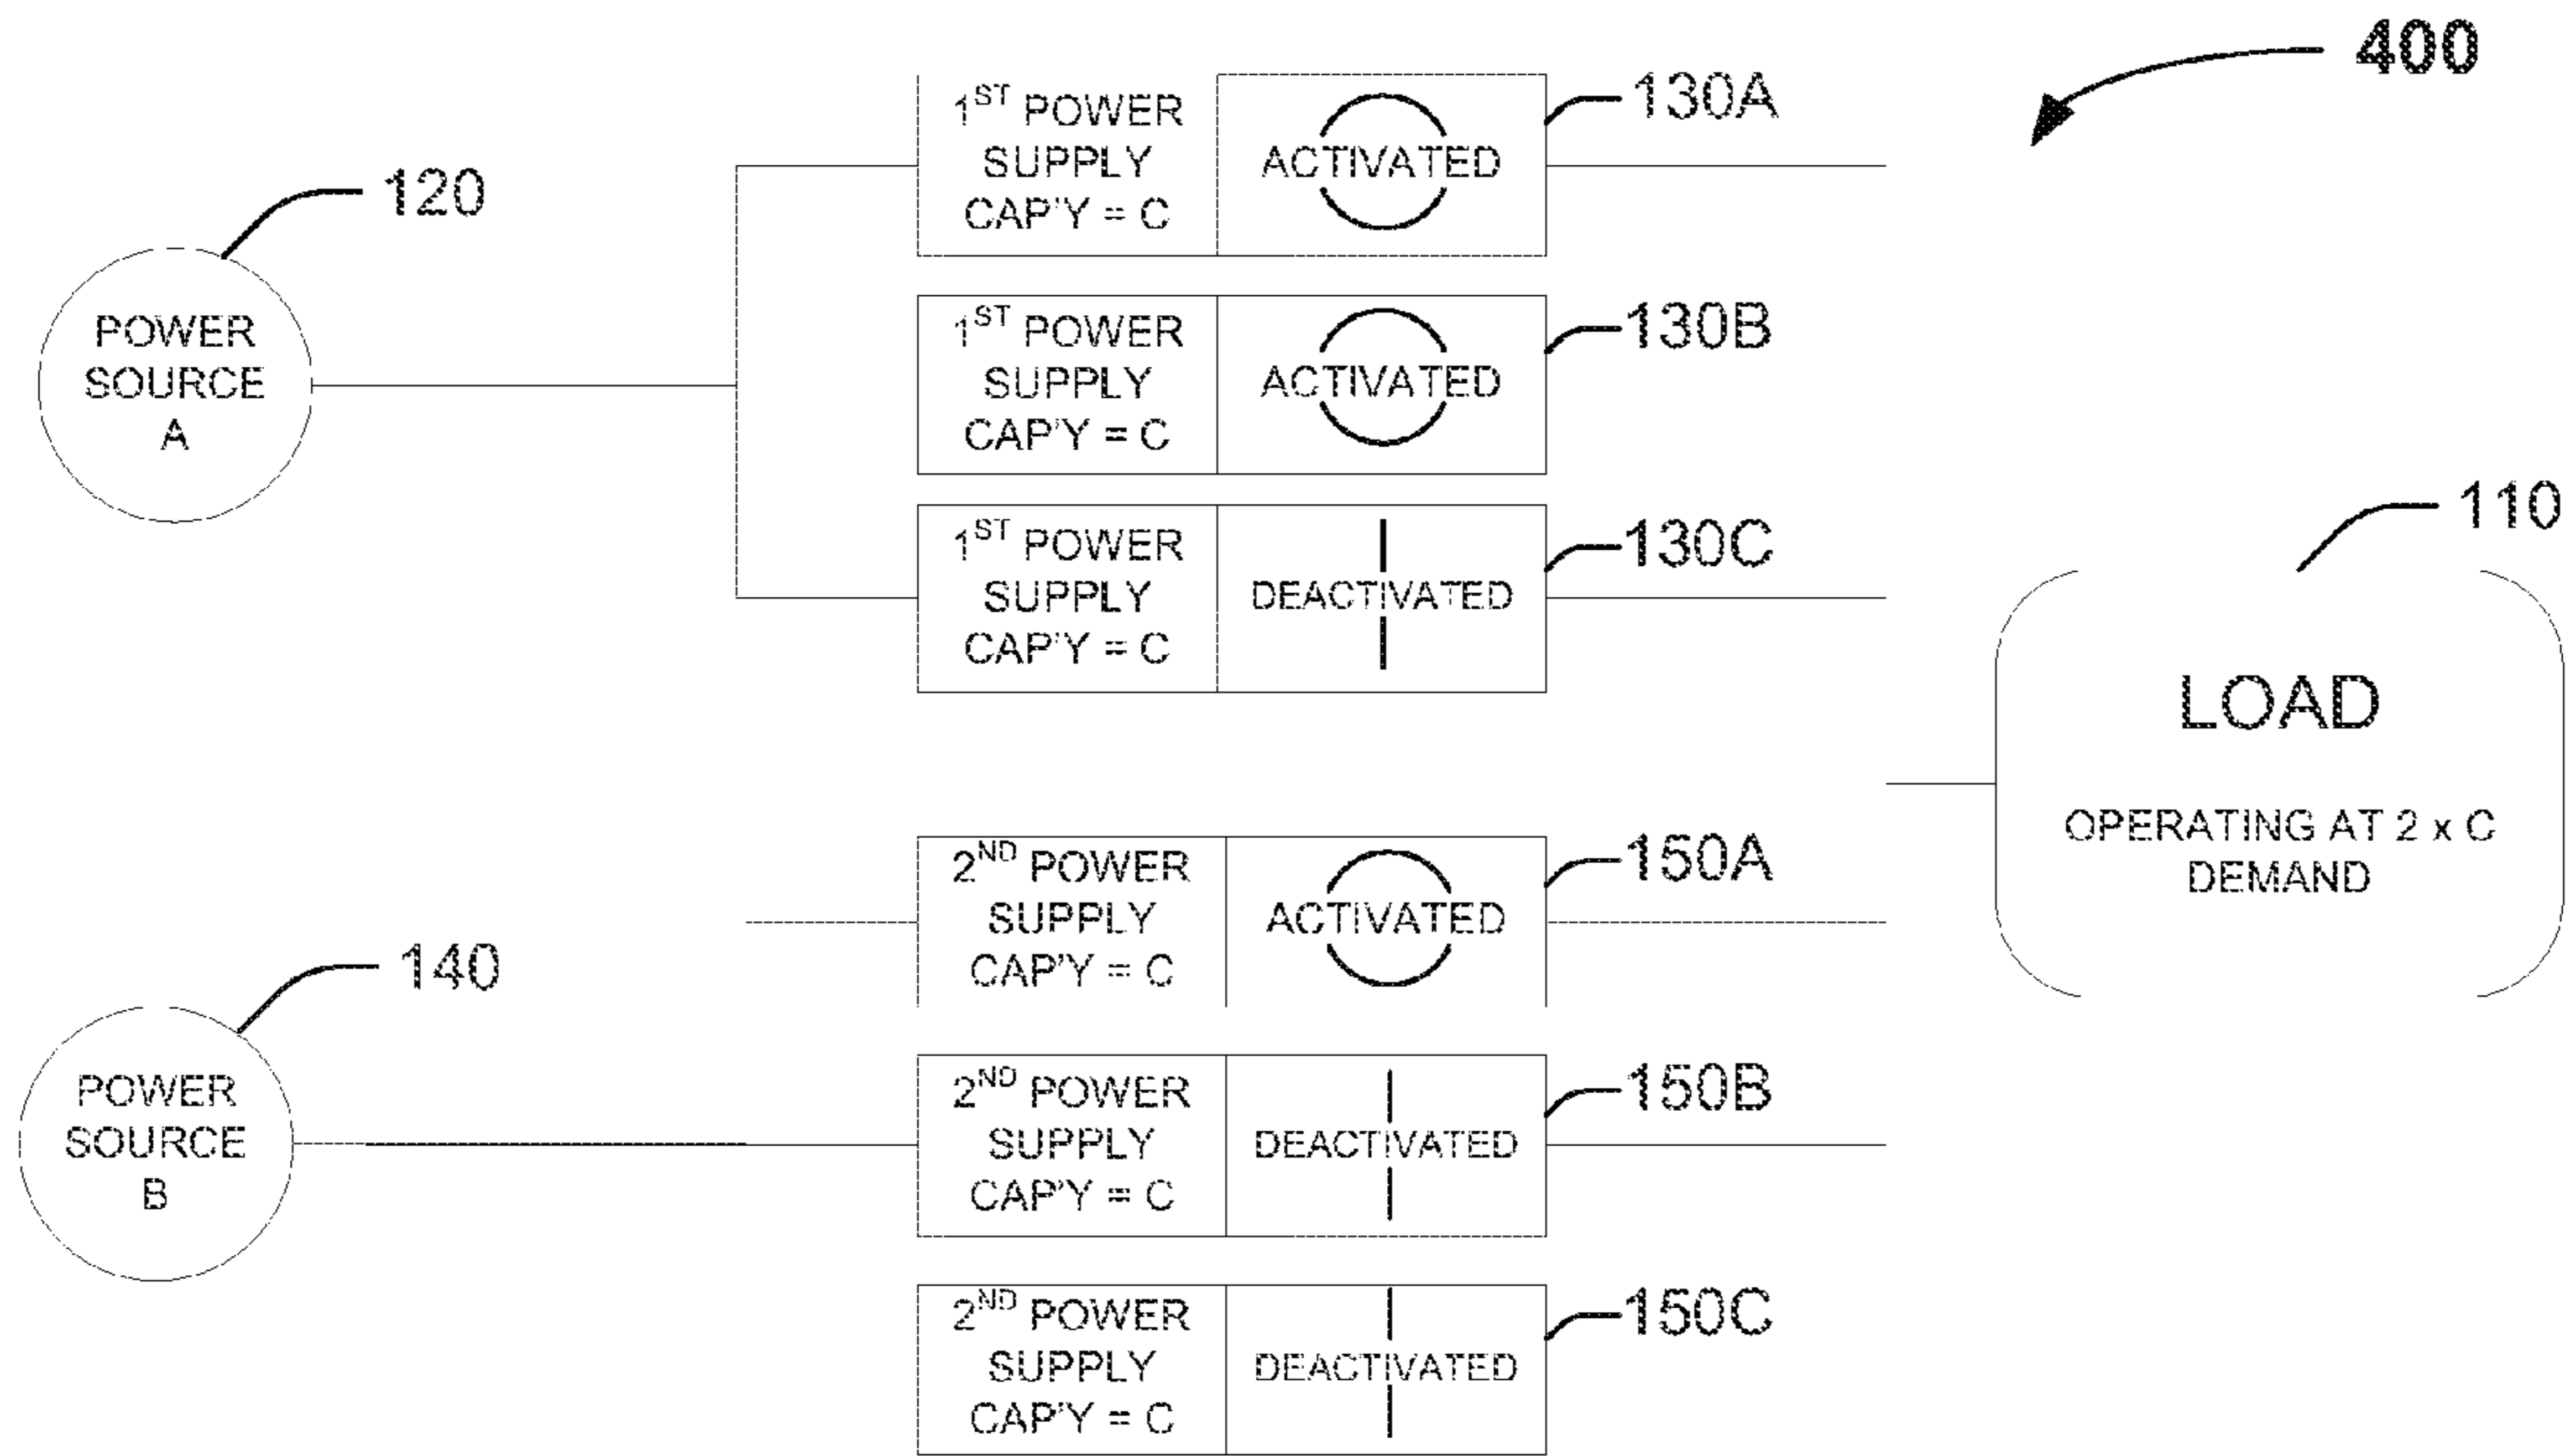 400
120
POWER
SOURCE
A
1ST POWER
SUPPLY
CAP'Y = C
ACTIVATED
130A
1ST POWER
SUPPLY
CAP'Y = C
ACTIVATED
130B
1ST POWER
SUPPLY
CAP'Y = C
DEACTIVATED
130C
110
LOAD
OPERATING AT 2 x C
DEMAND
140
POWER
SOURCE
B
2ND POWER
SUPPLY
CAP'Y = C
ACTIVATED
150A
2ND POWER
SUPPLY
CAP'Y = C
DEACTIVATED
150B
2ND POWER
SUPPLY
CAP'Y = C
DEACTIVATED
150C